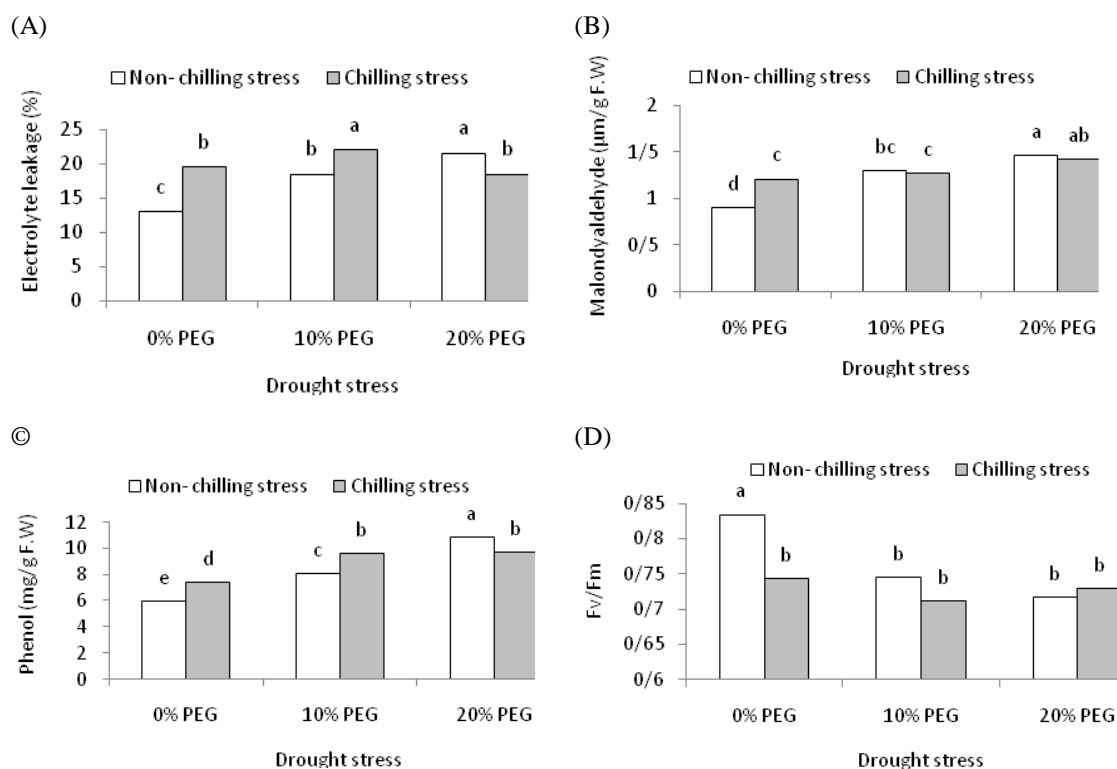 (A)
Non- chilling stress Chilling stress
Electrolyte leakage (%)
25
20
15
10
5
0
c b b a a b
0% PEG 10% PEG 20% PEG
Drought stress
(B)
Non- chilling stress Chilling stress
Malondyaldehyde (µm/g F.W)
2
1/5
1
0/5
0
d c bc c a ab
0% PEG 10% PEG 20% PEG
Drought stress
©
Non- chilling stress Chilling stress
Phenol (mg/g F.W)
12
10
8
6
4
2
0
e d c b a b
0% PEG 10% PEG 20% PEG
Drought stress
(D)
Non- chilling stress Chilling stress
Fv/Fm
0/85
0/8
0/75
0/7
0/65
0/6
a b b b b b
0% PEG 10% PEG 20% PEG
Drought stress